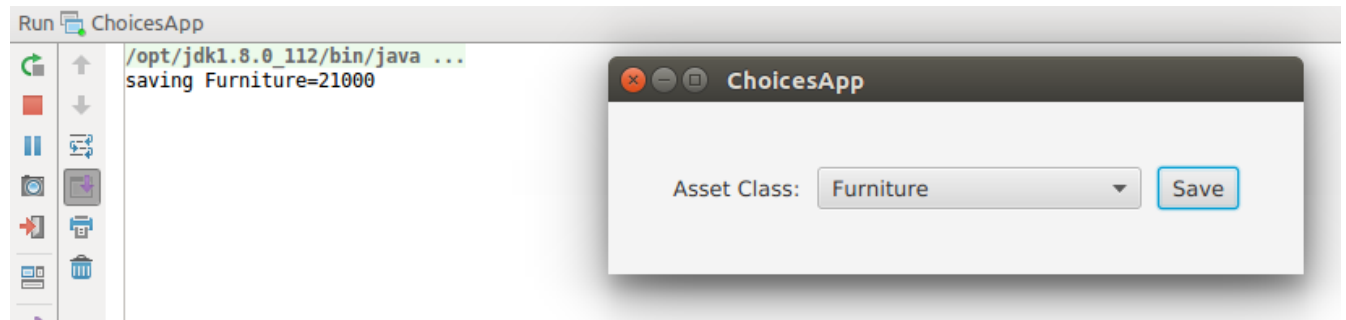 Run ChoicesApp
/opt/jdk1.8.0_112/bin/java ...
saving Furniture=21000
ChoicesApp
Asset Class: Furniture Save